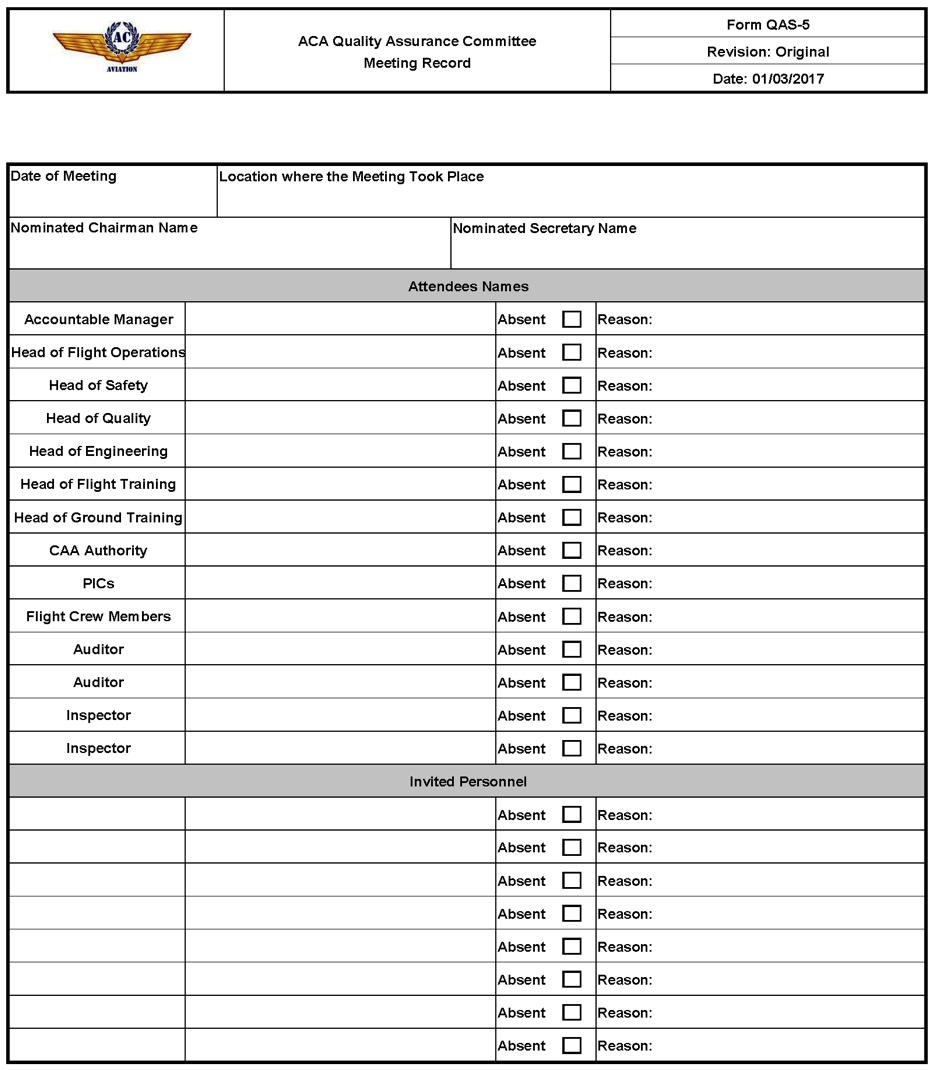 AC
AVIATION
ACA Quality Assurance Committee
Meeting Record
Form QAS-5
Revision: Original
Date: 01/03/2017
Date of Meeting
Location where the Meeting Took Place
Nominated Chairman Name
Nominated Secretary Name
Attendees Names
Accountable Manager Absent Reason:
Head of Flight Operations Absent Reason:
Head of Safety Absent Reason:
Head of Quality Absent Reason:
Head of Engineering Absent Reason:
Head of Flight Training Absent Reason:
Head of Ground Training Absent Reason:
CAA Authority Absent Reason:
PICs Absent Reason:
Flight Crew Members Absent Reason:
Auditor Absent Reason:
Auditor Absent Reason:
Inspector Absent Reason:
Inspector Absent Reason:
Invited Personnel
Absent Reason:
Absent Reason:
Absent Reason:
Absent Reason:
Absent Reason:
Absent Reason:
Absent Reason:
Absent Reason: